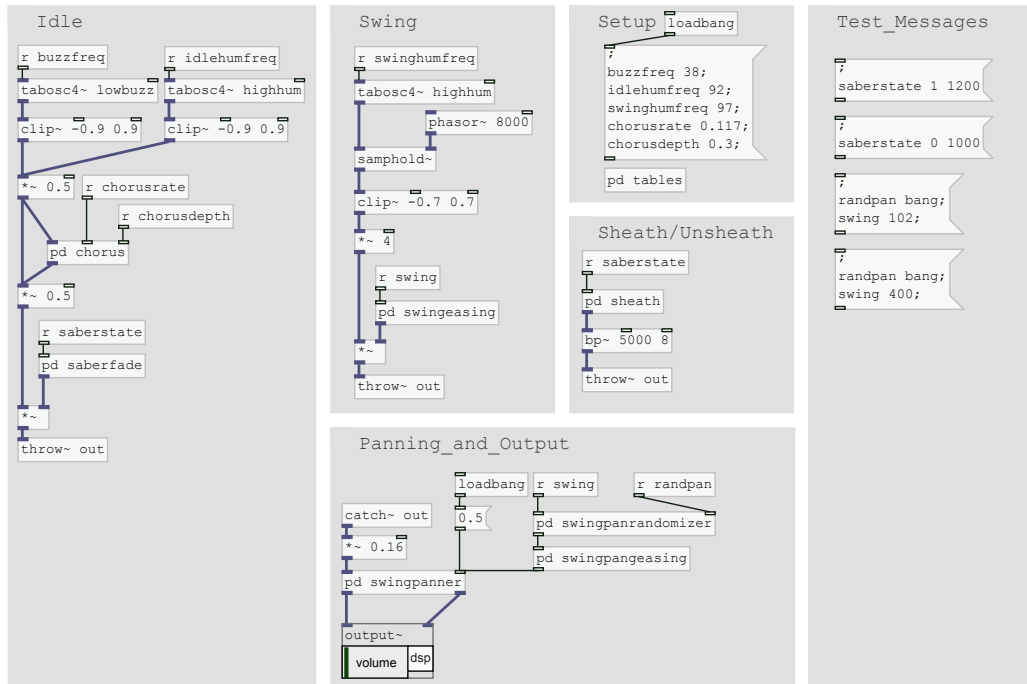 Idle
r buzzfreq
r idlehumfreq
tabosc4~ lowbuzz
tabosc4~ highhum
clip~ -0.9 0.9
clip~ -0.9 0.9
*~ 0.5
r chorusrate
r chorusdepth
pd chorus
*~ 0.5
r saberstate
pd saberfade
*~
throw~ out
Swing
r swinghumfreq
tabosc4~ highhum
phasor~ 8000
samphold~
clip~ -0.7 0.7
*~ 4
r swing
pd swingeasing
*~
throw~ out
Setup
loadbang
;
buzzfreq 38;
idlehumfreq 92;
swinghumfreq 97;
chorusrate 0.117;
chorusdepth 0.3;
pd tables
Sheath/Unsheath
r saberstate
pd sheath
bp~ 5000 8
throw~ out
Panning_and_Output
loadbang
r swing
r randpan
catch~ out
0.5
pd swingpanrandomizer
*~ 0.16
pd swingpangeasing
pd swingpanner
output~
volume
dsp
Test_Messages
;
saberstate 1 1200
;
saberstate 0 1000
;
randpan bang;
swing 102;
;
randpan bang;
swing 400;